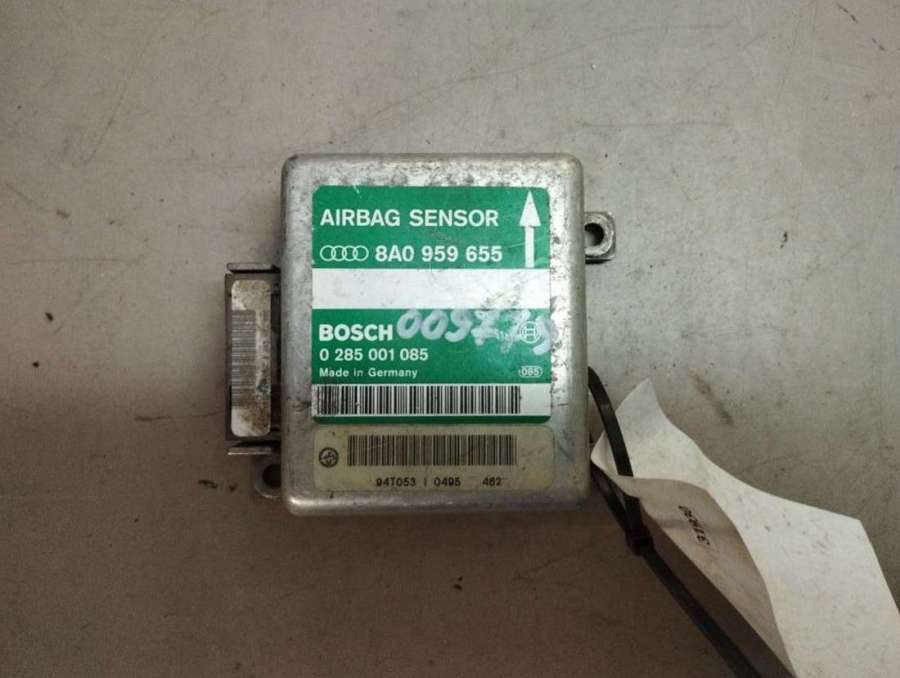 AIRBAG SENSOR
8A0 959 655
BOSCH
0 285 001 085
Made in Germany
085
94T053 I 0495 462